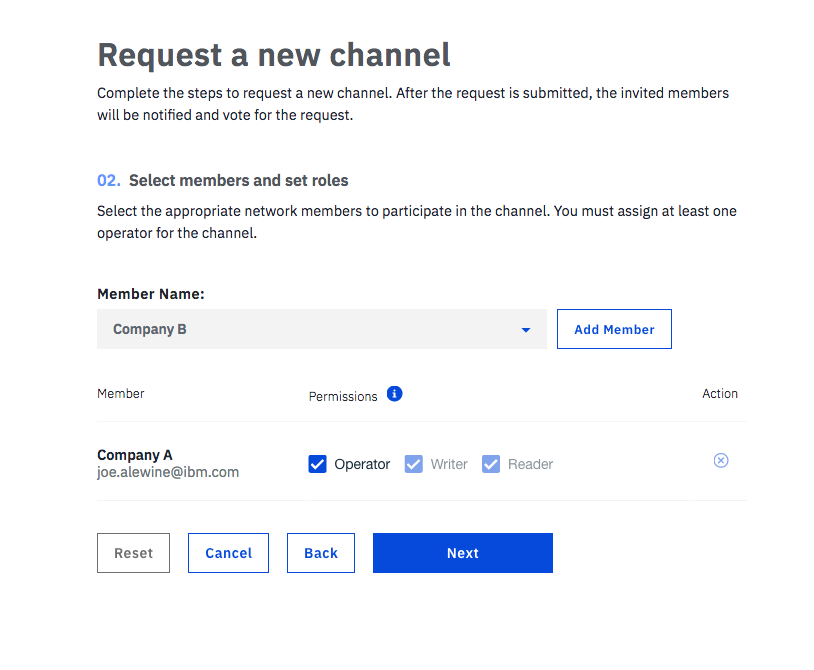 Request a new channel
Complete the steps to request a new channel. After the request is submitted, the invited members
will be notified and vote for the request.
02. Select members and set roles
Select the appropriate network members to participate in the channel. You must assign at least one
operator for the channel.
Member Name:
Company B
Add Member
Member Permissions i Action
Company A
joe.alewine@ibm.com
Operator Writer Reader
Reset Cancel Back Next